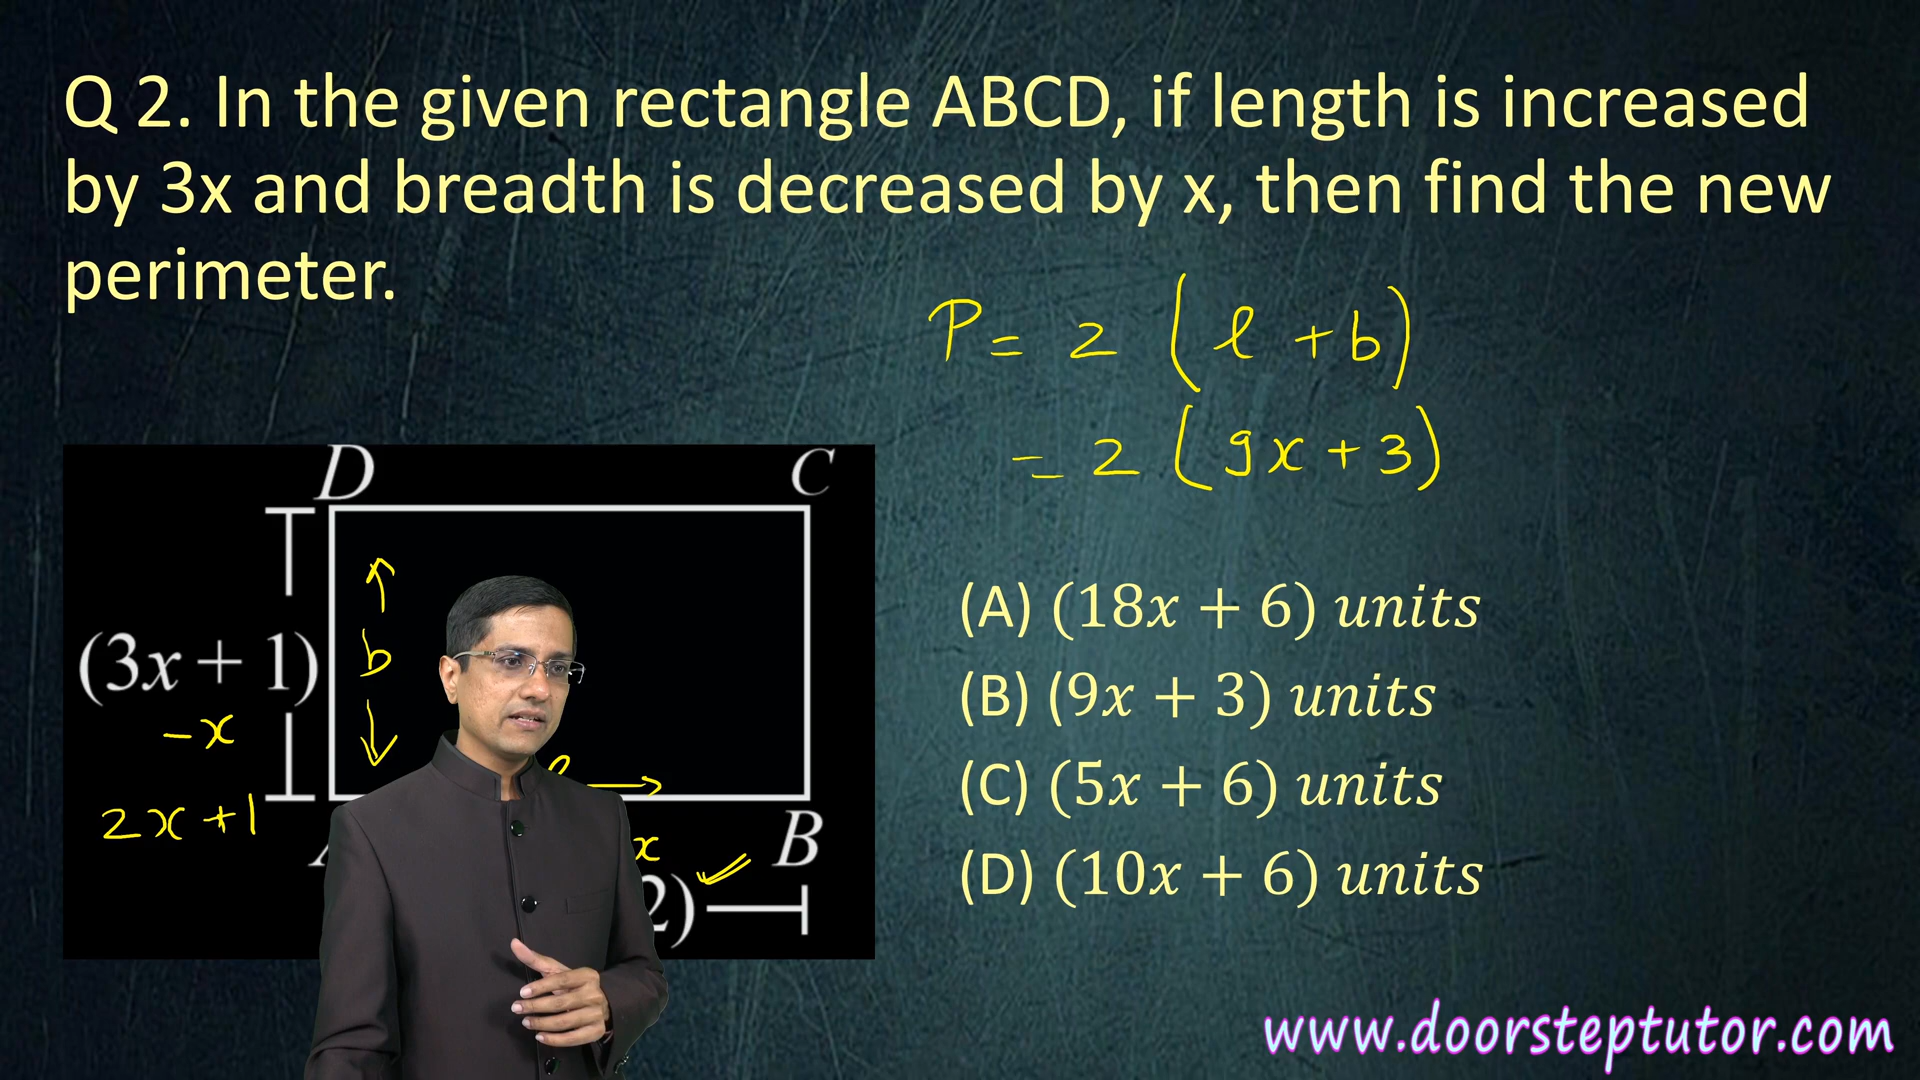 Q 2. In the given rectangle ABCD, if length is increased
by 3x and breadth is decreased by x, then find the new
perimeter.
P = 2 (l + b)
= 2 (9x + 3)
D
C
(3x + 1)
b
- x
2x + 1
x
B
2)
(A) (18x + 6) units
(B) (9x + 3) units
(C) (5x + 6) units
(D) (10x + 6) units
www.doorsteptutor.com